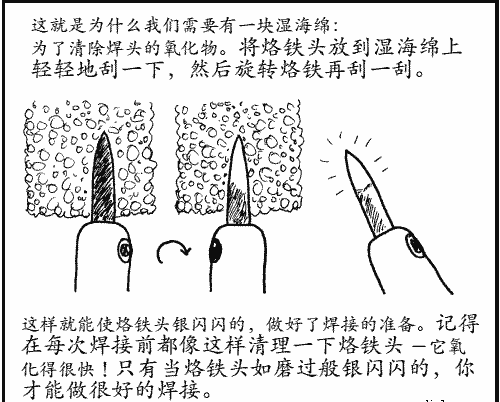 这就是为什么我们需要有一块湿海绵：
为了清除焊头的氧化物。将烙铁头放到湿海绵上
轻轻地刮一下，然后旋转烙铁再刮一刮。
这样就能使烙铁头银闪闪的，做好了焊接的准备。记得
在每次焊接前都像这样清理一下烙铁头－它氧
化得很快！只有当烙铁头如磨过般银闪闪的，你
才能做很好的焊接。